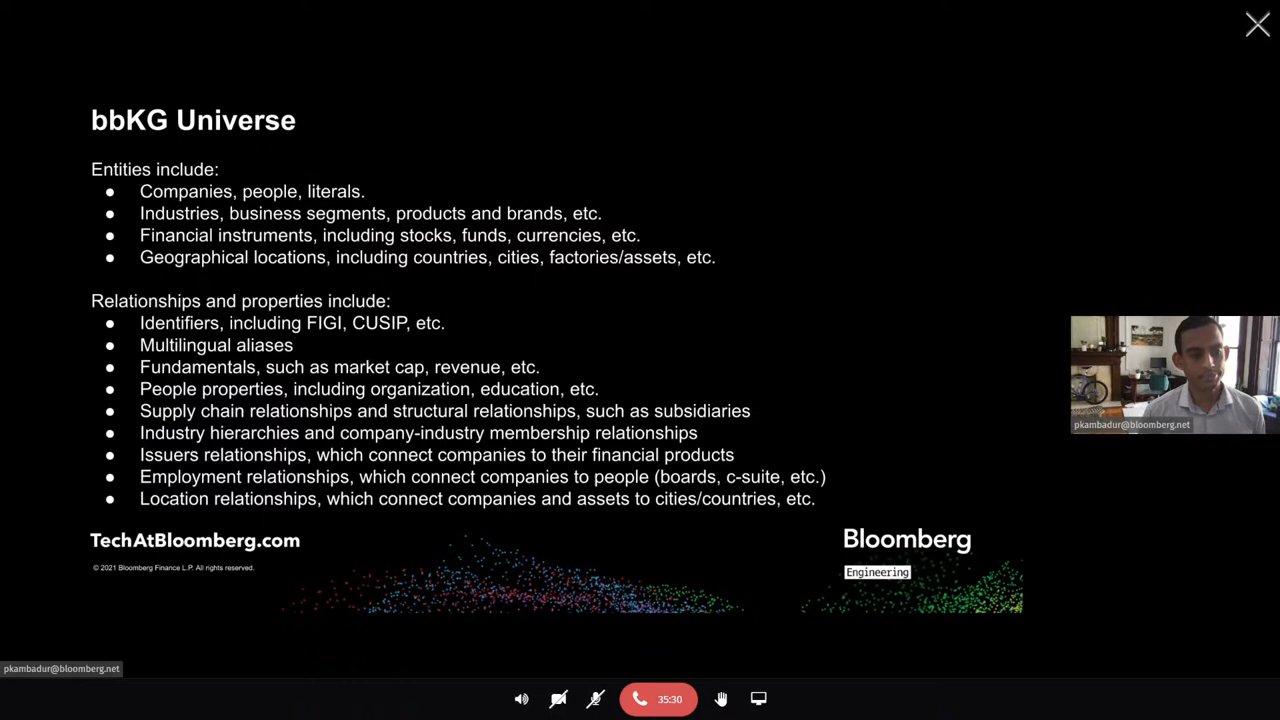 bbKG Universe
Entities include:
● Companies, people, literals.
● Industries, business segments, products and brands, etc.
● Financial instruments, including stocks, funds, currencies, etc.
● Geographical locations, including countries, cities, factories/assets, etc.
Relationships and properties include:
● Identifiers, including FIGI, CUSIP, etc.
● Multilingual aliases
● Fundamentals, such as market cap, revenue, etc.
● People properties, including organization, education, etc.
● Supply chain relationships and structural relationships, such as subsidiaries
● Industry hierarchies and company-industry membership relationships
● Issuers relationships, which connect companies to their financial products
● Employment relationships, which connect companies to people (boards, c-suite, etc.)
● Location relationships, which connect companies and assets to cities/countries, etc.
TechAtBloomberg.com
© 2021 Bloomberg Finance L.P. All rights reserved.
Bloomberg
Engineering
pkambadur@bloomberg.net
pkambadur@bloomberg.net
35:30